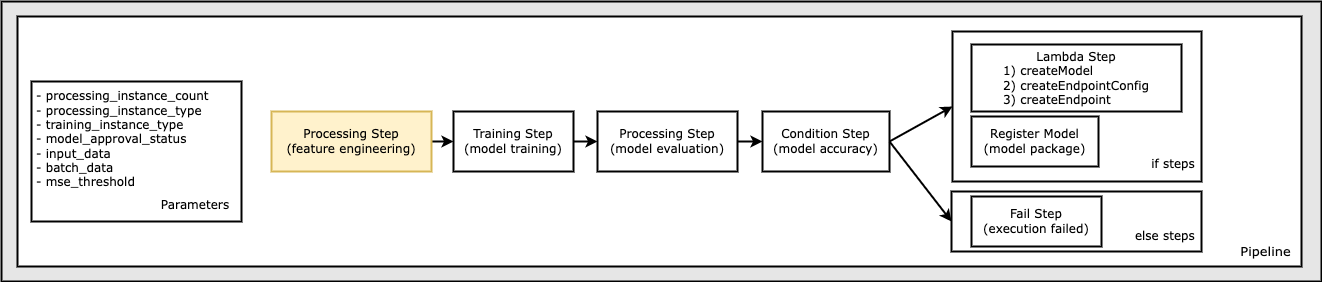 - processing_instance_count
- processing_instance_type
- training_instance_type
- model_approval_status
- input_data
- batch_data
- mse_threshold
Parameters
Processing Step
(feature engineering)
Training Step
(model training)
Processing Step
(model evaluation)
Condition Step
(model accuracy)
Lambda Step
1) createModel
2) createEndpointConfig
3) createEndpoint
Register Model
(model package)
if steps
Fail Step
(execution failed)
else steps
Pipeline